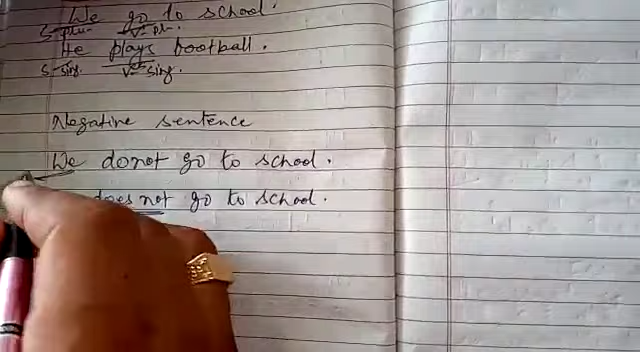 We go to school.
S-plu- V-pl.
He plays football.
S-sing. V-sing.
Negative sentence
We donot go to school.
does not go to school.